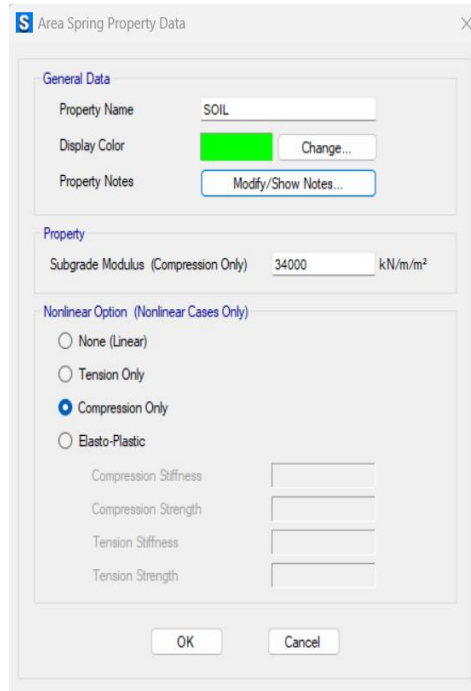 S Area Spring Property Data X
General Data
Property Name SOIL
Display Color Change...
Property Notes Modify/Show Notes...
Property
Subgrade Modulus (Compression Only) 34000 kN/m/m²
Nonlinear Option (Nonlinear Cases Only)
None (Linear)
Tension Only
Compression Only
Elasto-Plastic
Compression Stiffness
Compression Strength
Tension Stiffness
Tension Strength
OK Cancel